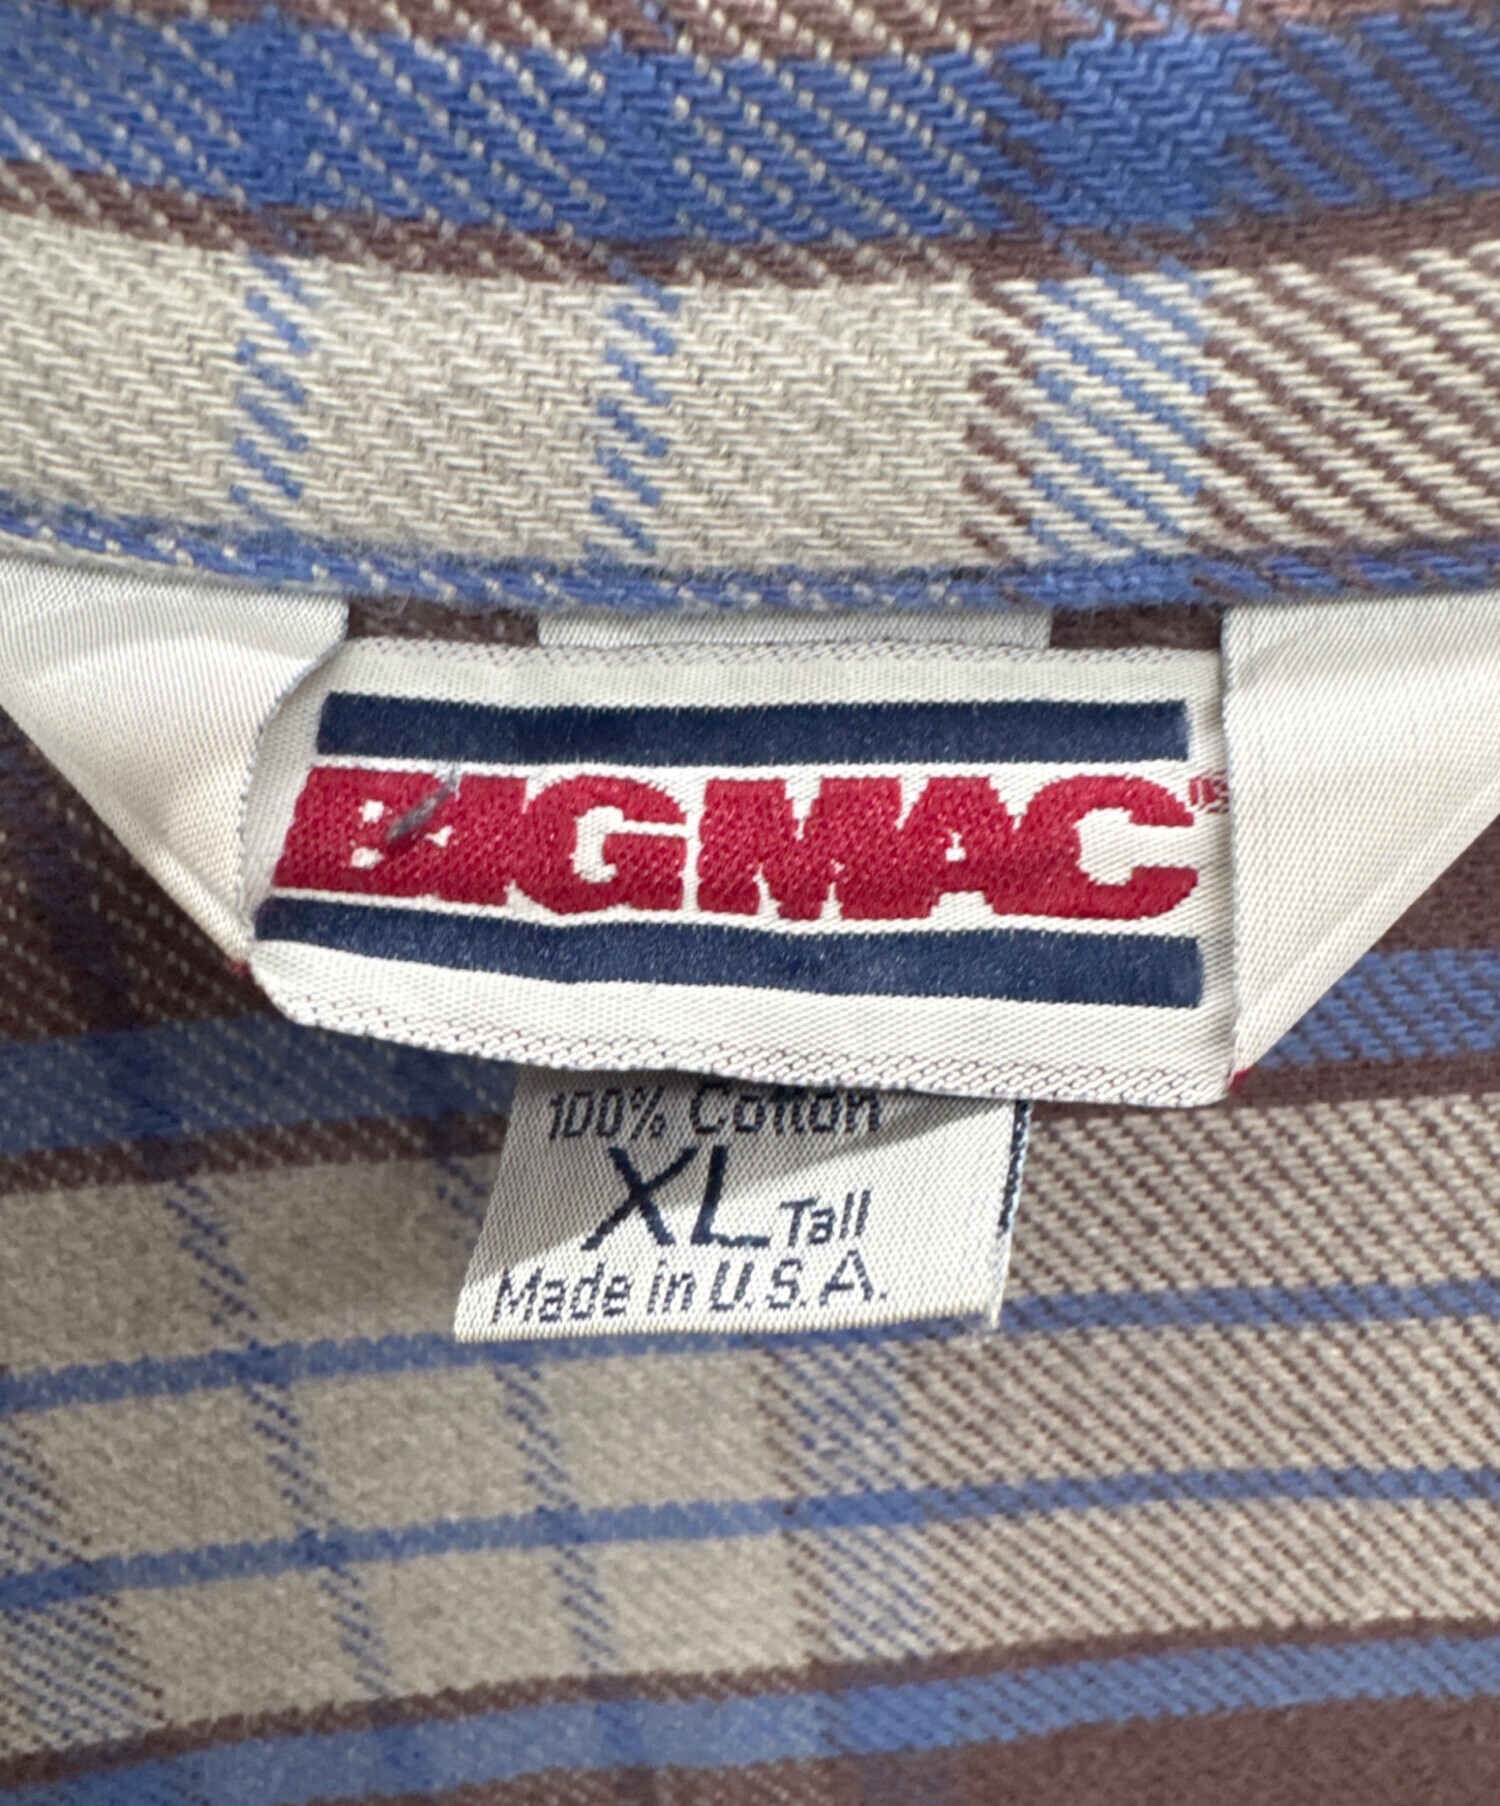 BIGMAC
100% Cotton
XL Tall
Made in U.S.A.